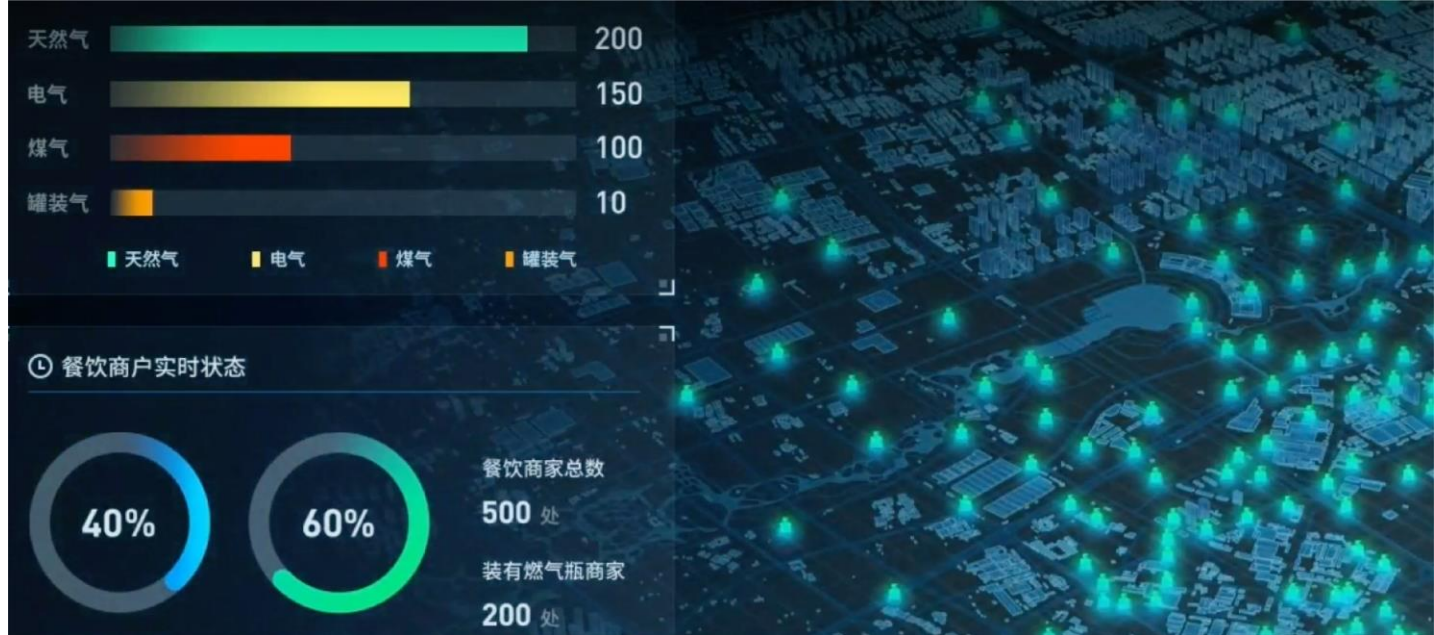 天然气 200
电气 150
煤气 100
罐装气 10
天然气 电气 煤气 罐装气
餐饮商户实时状态
40% 60%
餐饮商家总数
500 处
装有燃气瓶商家
200 处